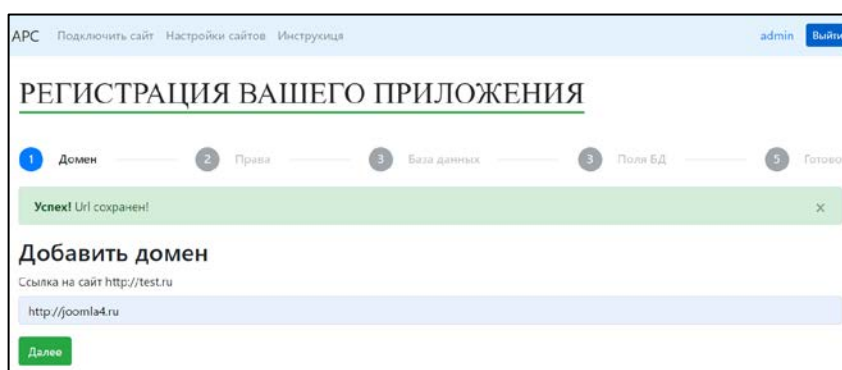 АРС Подключить сайт Настройки сайтов Инструкиця admin Выйти
РЕГИСТРАЦИЯ ВАШЕГО ПРИЛОЖЕНИЯ
1 Домен 2 Права 3 База данных 3 Поля БД 5 Готово
Успех! Url сохранен! ×
Добавить домен
Ссылка на сайт http://test.ru
http://joomla4.ru
Далее